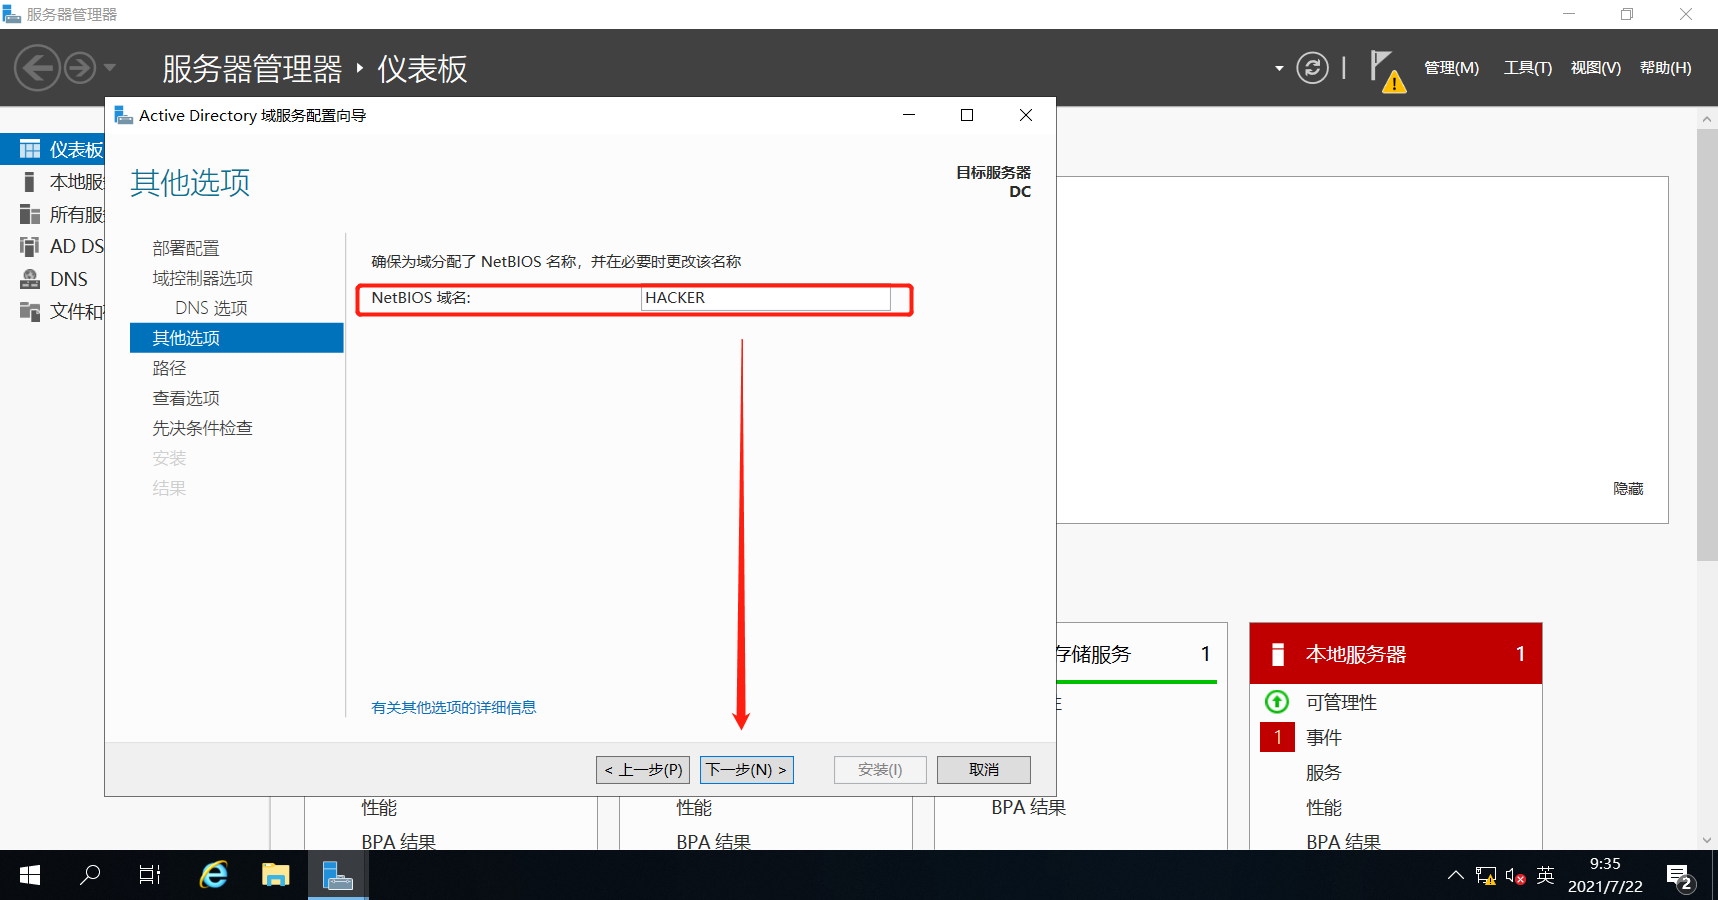 服务器管理器
服务器管理器 ‣ 仪表板
管理(M) 工具(T) 视图(V) 帮助(H)
Active Directory 域服务配置向导
仪表板
本地服
所有服
AD DS
DNS
文件和
其他选项
目标服务器
DC
部署配置
域控制器选项
DNS 选项
其他选项
路径
查看选项
先决条件检查
安装
结果
确保为域分配了 NetBIOS 名称，并在必要时更改该名称
NetBIOS 域名: HACKER
有关其他选项的详细信息
< 上一步(P) 下一步(N) > 安装(I) 取消
隐藏
存储服务 1
本地服务器 1
可管理性
1 事件
服务
性能
BPA 结果
性能
BPA 结果
性能
BPA 结果
BPA 结果
英
9:35
2021/7/22
2